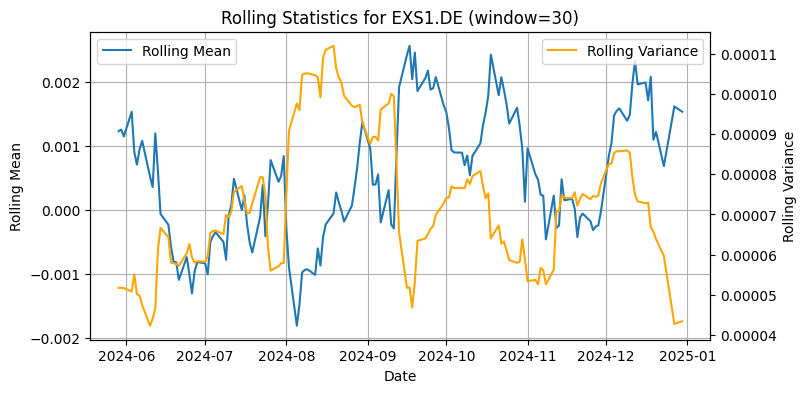 Rolling Statistics for EXS1.DE (window=30)
Rolling Mean
Rolling Variance
Rolling Mean
0.002
0.001
0.000
−0.001
−0.002
0.00011
0.00010
0.00009
0.00008
0.00007
0.00006
0.00005
0.00004
Rolling Variance
2024-06 2024-07 2024-08 2024-09 2024-10 2024-11 2024-12 2025-01
Date